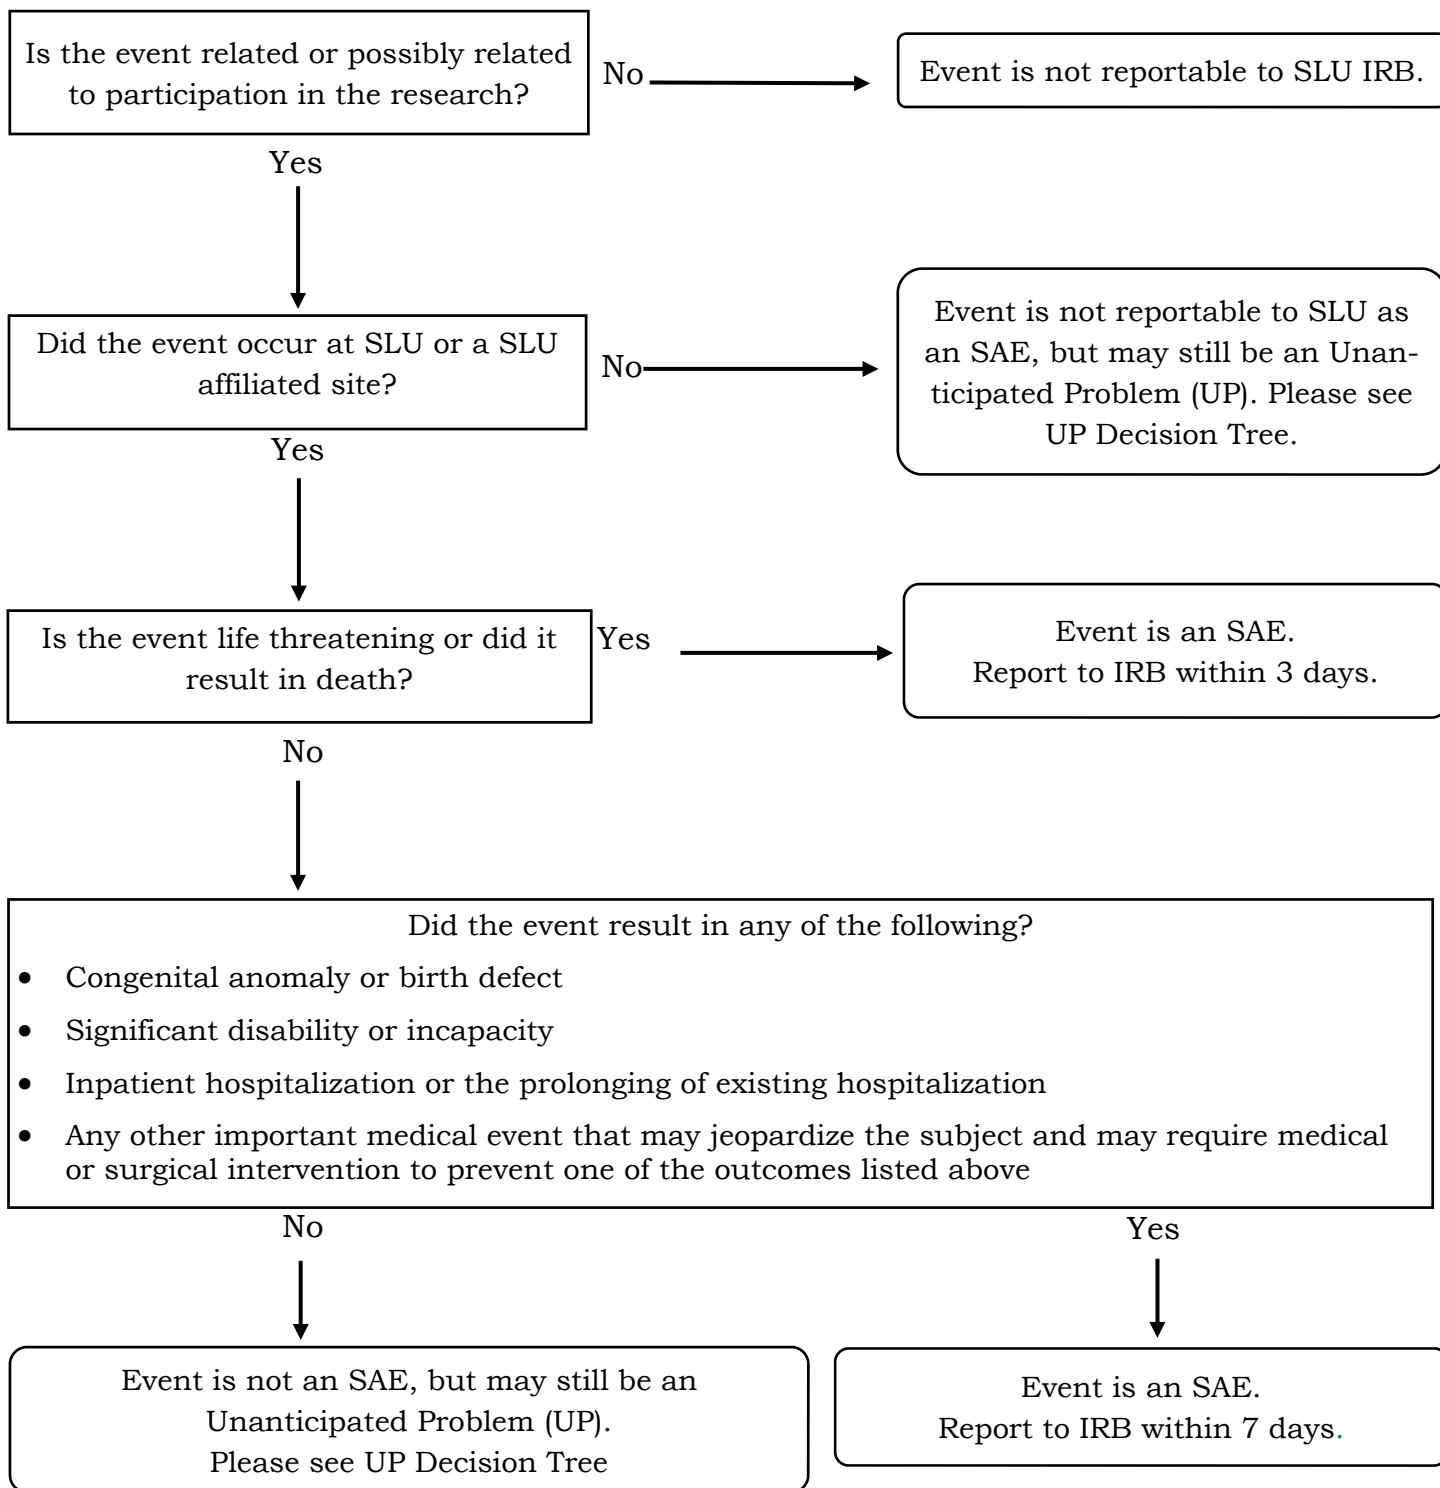 Is the event related or possibly related
to participation in the research?
No
Event is not reportable to SLU IRB.
Yes
Did the event occur at SLU or a SLU
affiliated site?
No
Event is not reportable to SLU as
an SAE, but may still be an Unan-
ticipated Problem (UP). Please see
UP Decision Tree.
Yes
Is the event life threatening or did it
result in death?
Yes
Event is an SAE.
Report to IRB within 3 days.
No
Did the event result in any of the following?
• Congenital anomaly or birth defect
• Significant disability or incapacity
• Inpatient hospitalization or the prolonging of existing hospitalization
• Any other important medical event that may jeopardize the subject and may require medical
or surgical intervention to prevent one of the outcomes listed above
No
Yes
Event is not an SAE, but may still be an
Unanticipated Problem (UP).
Please see UP Decision Tree
Event is an SAE.
Report to IRB within 7 days.